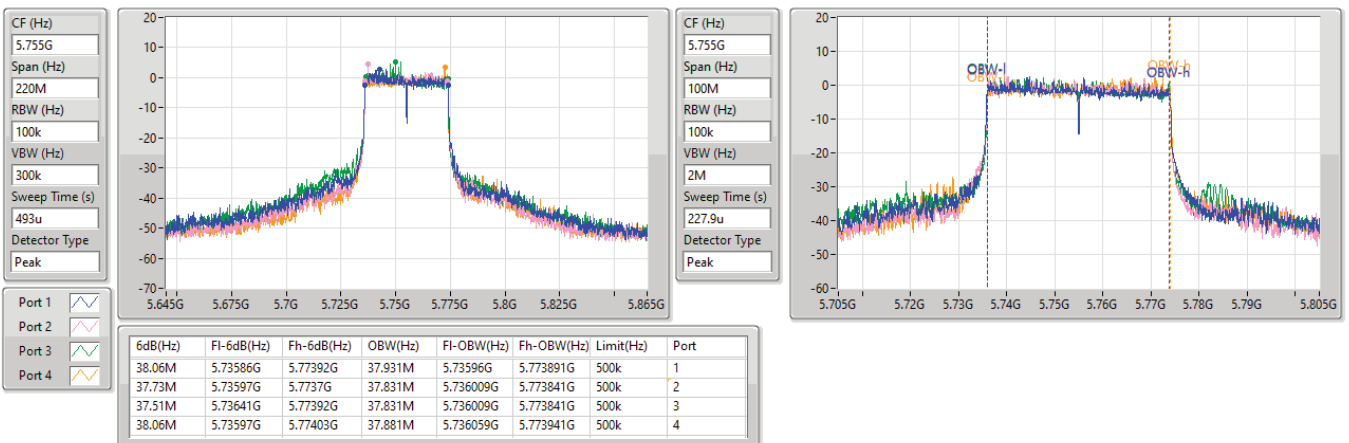 CF (Hz)
5.755G
Span (Hz)
220M
RBW (Hz)
100k
VBW (Hz)
300k
Sweep Time (s)
493u
Detector Type
Peak
20-
10-
0-
-10-
-20-
-30-
-40-
-50-
-60-
-70-
5.645G 5.675G 5.7G 5.725G 5.75G 5.775G 5.8G 5.825G 5.865G
CF (Hz)
5.755G
Span (Hz)
100M
RBW (Hz)
100k
VBW (Hz)
2M
Sweep Time (s)
227.9u
Detector Type
Peak
20-
10-
0-
-10-
-20-
-30-
-40-
-50-
-60-
OBW-l
OBW-h
OBW-h
5.705G 5.72G 5.73G 5.74G 5.75G 5.76G 5.77G 5.78G 5.79G 5.805G
Port 1
Port 2
Port 3
Port 4
6dB(Hz) Fl-6dB(Hz) Fh-6dB(Hz) OBW(Hz) Fl-OBW(Hz) Fh-OBW(Hz) Limit(Hz) Port
38.06M 5.73586G 5.77392G 37.931M 5.73596G 5.773891G 500k 1
37.73M 5.73597G 5.7737G 37.831M 5.736009G 5.773841G 500k 2
37.51M 5.73641G 5.77392G 37.831M 5.736009G 5.773841G 500k 3
38.06M 5.73597G 5.77403G 37.881M 5.736059G 5.773941G 500k 4